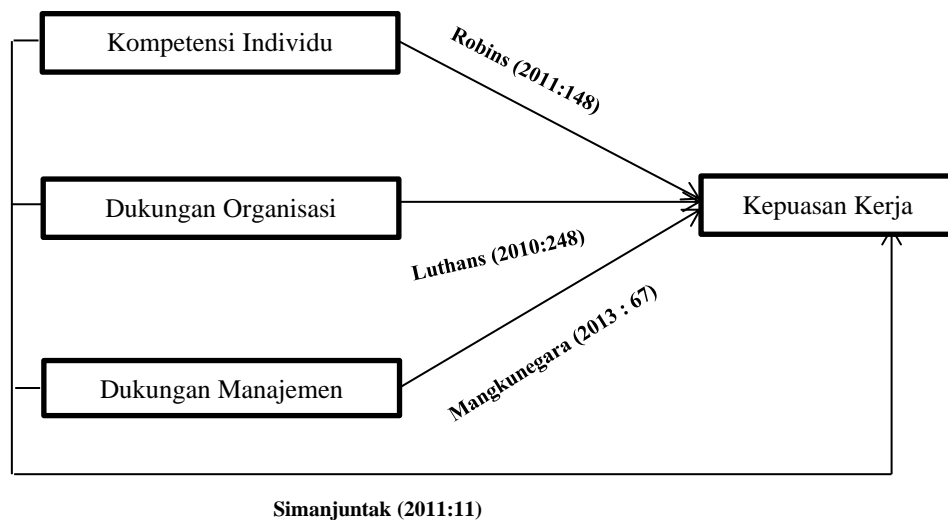 Kompetensi Individu
Robins (2011:148)
Dukungan Organisasi
Kepuasan Kerja
Luthans (2010:248)
Mangkunegara (2013 : 67)
Dukungan Manajemen
Simanjuntak (2011:11)